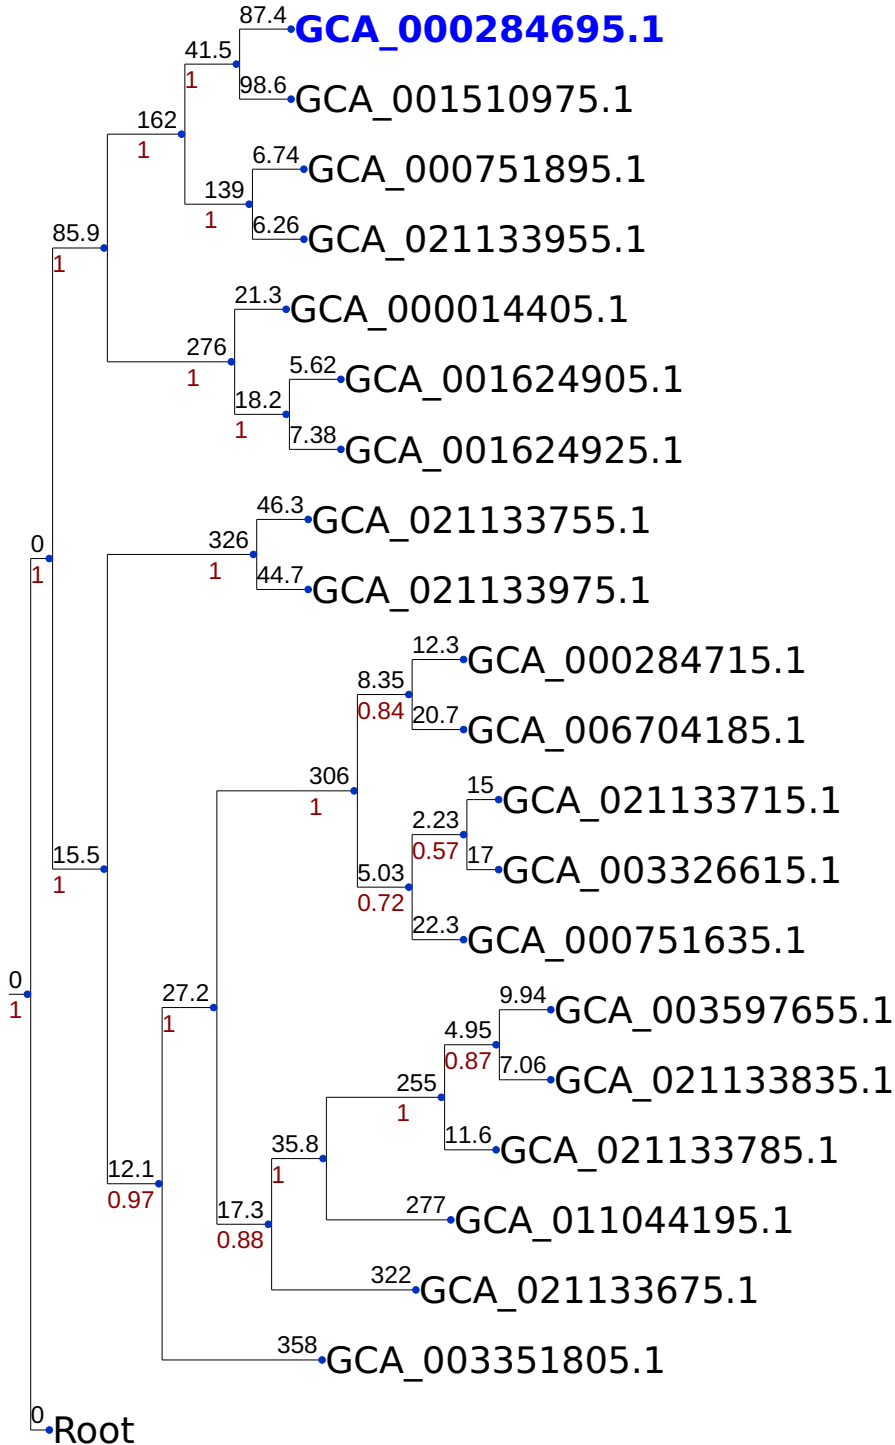 87.4
GCA_000284695.1
41.5
1
98.6
GCA_001510975.1
162
1
6.74
GCA_000751895.1
139
1
6.26
GCA_021133955.1
85.9
1
21.3
GCA_000014405.1
276
1
5.62
GCA_001624905.1
18.2
1
7.38
GCA_001624925.1
46.3
GCA_021133755.1
0
1
326
1
44.7
GCA_021133975.1
12.3
GCA_000284715.1
8.35
0.84
20.7
GCA_006704185.1
306
1
15
GCA_021133715.1
2.23
0.57
17
GCA_003326615.1
15.5
1
5.03
0.72
22.3
GCA_000751635.1
0
1
27.2
1
9.94
GCA_003597655.1
4.95
0.87
7.06
GCA_021133835.1
255
1
11.6
GCA_021133785.1
35.8
1
12.1
0.97
17.3
0.88
277
GCA_011044195.1
322
GCA_021133675.1
358
GCA_003351805.1
0
Root